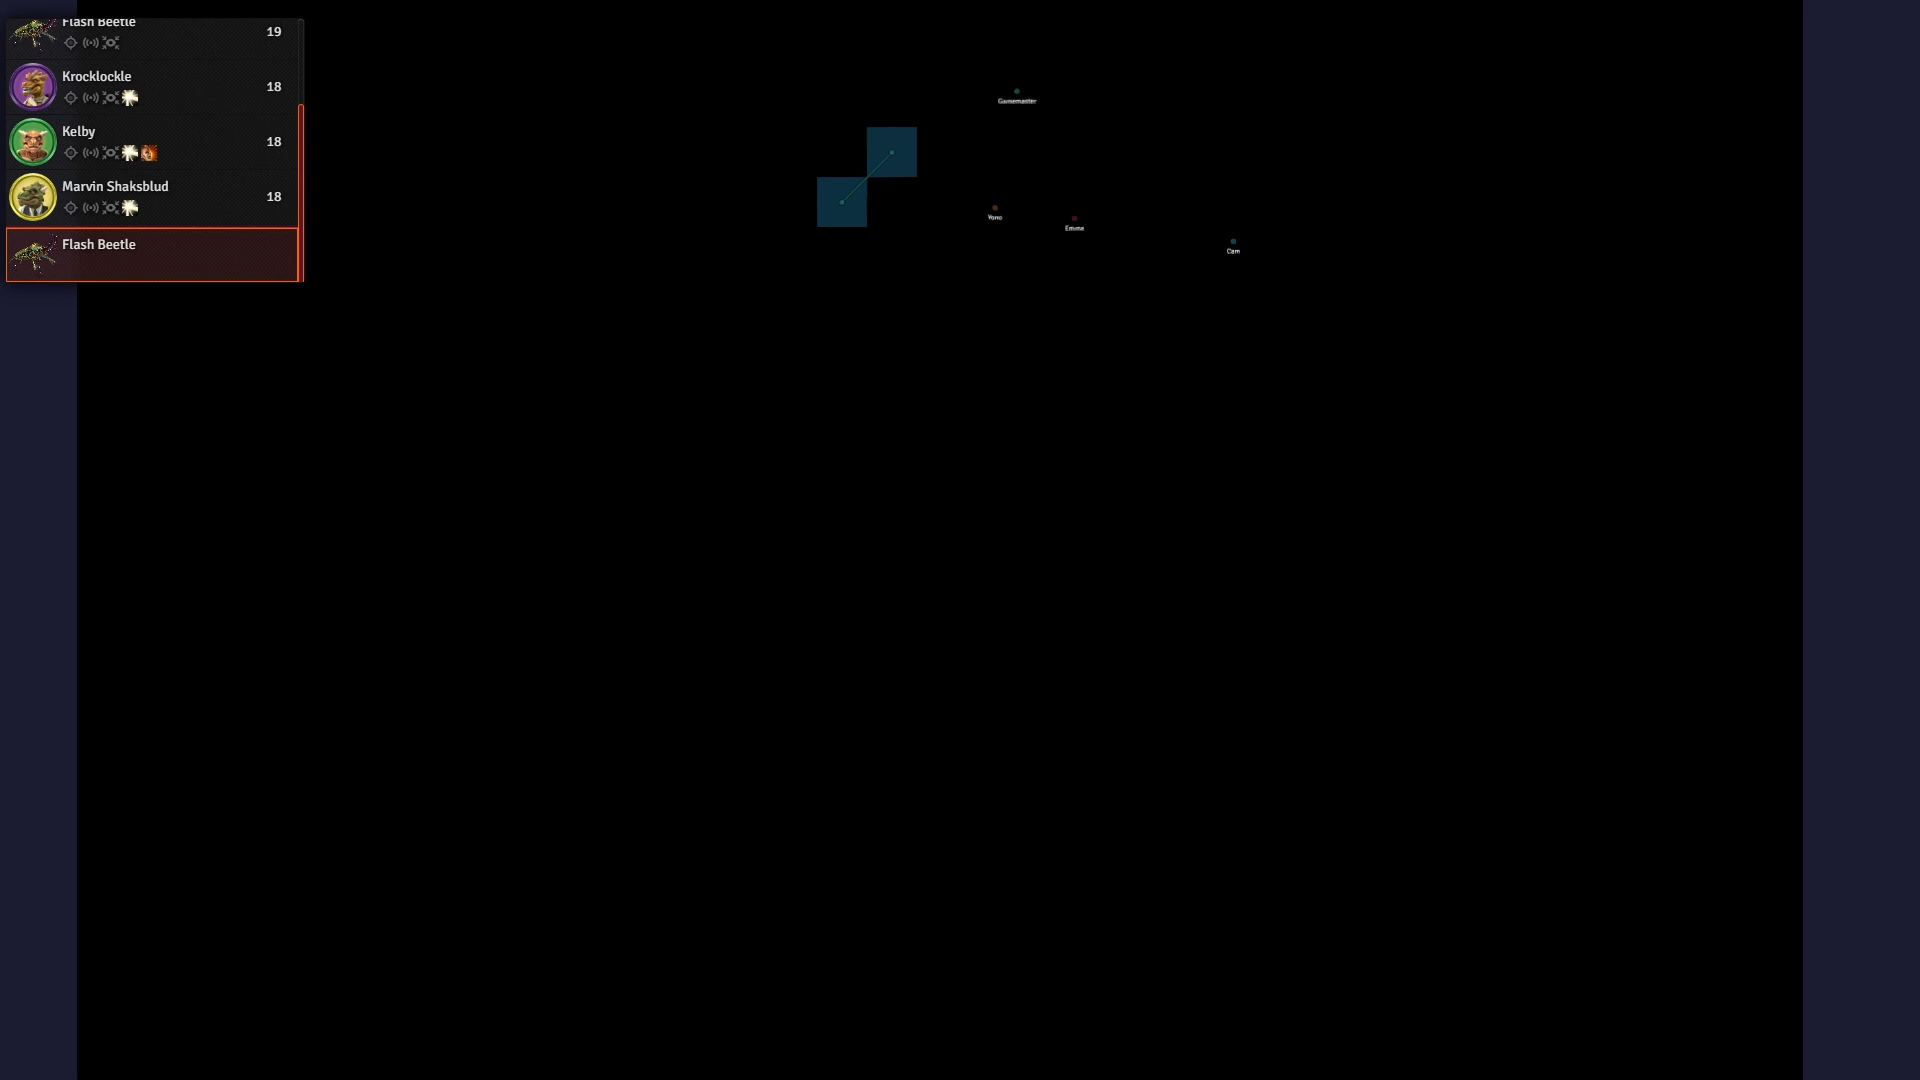 Flash Beetle
19
Krocklockle
18
Kelby
18
Marvin Shaksblud
18
Flash Beetle
Gamemaster
Yono
Emma
Cam